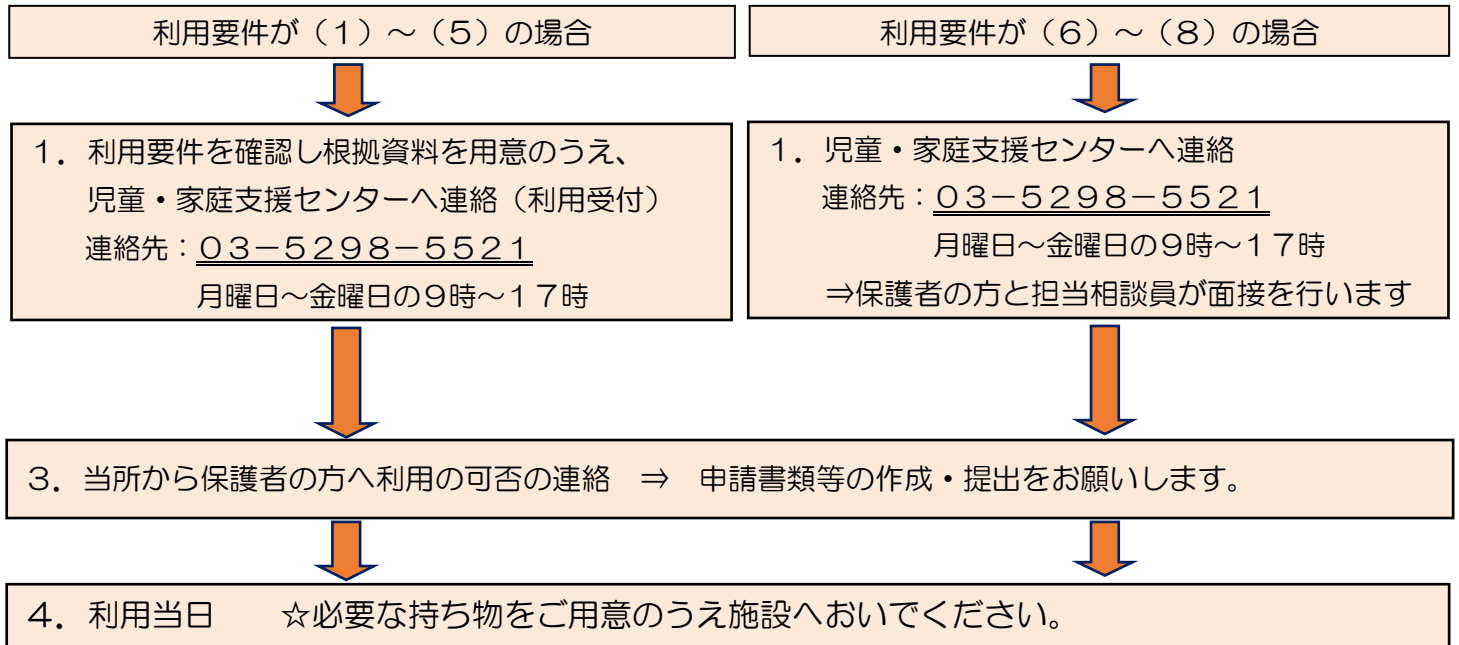 利用要件が（１）～（５）の場合
利用要件が（６）～（８）の場合
１．利用要件を確認し根拠資料を用意のうえ、
児童・家庭支援センターへ連絡（利用受付）
連絡先：０３－５２９８－５５２１
月曜日～金曜日の９時～１７時
１．児童・家庭支援センターへ連絡
連絡先：０３－５２９８－５５２１
月曜日～金曜日の９時～１７時
⇒保護者の方と担当相談員が面接を行います
３．当所から保護者の方へ利用の可否の連絡　⇒　申請書類等の作成・提出をお願いします。
４．利用当日　　☆必要な持ち物をご用意のうえ施設へおいでください。